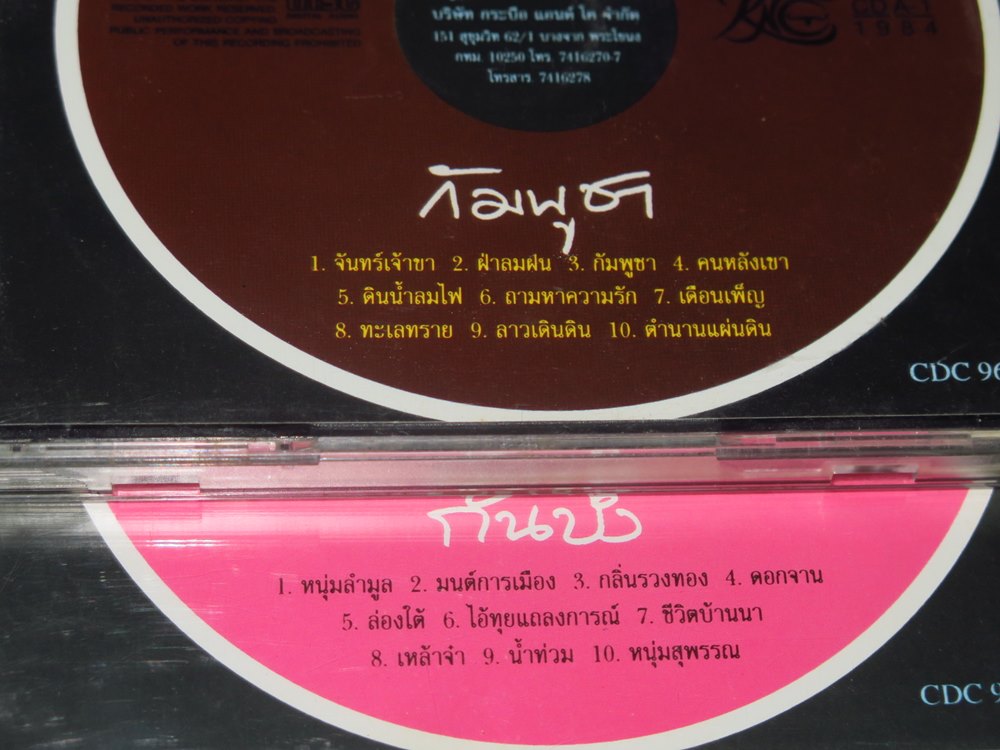 RECORDED WORK RESERVED.
UNAUTHORIZED COPYING,
PUBLIC PERFORMANCE AND BROADCASTING
OF THIS RECORDING PROHIBITED
บริษัท กระบือ แอนด์ โค จำกัด
151 สุขุมวิท 62/1 บางจาก พระโขนง
กทม. 10250 โทร. 7416270-7
โทรสาร. 7416278
1984
กัมพูชา
1. จันทร์เจ้าขา 2. ฝ่าลมฝน 3. กัมพูชา 4. คนหลังเขา
5. ดินน้ำลมไฟ 6. ถามหาความรัก 7. เดือนเพ็ญ
8. ทะเลทราย 9. ลาวเดินดิน 10. ตำนานแผ่นดิน
CDC 96
1. หนุ่มลำมูล 2. มนต์การเมือง 3. กลิ่นรวงทอง 4. ดอกจาน
5. ล่องใต้ 6. ไอ้ทุยแถลงการณ์ 7. ชีวิตบ้านนา
8. เหล้าจ๋า 9. น้ำท่วม 10. หนุ่มสุพรรณ
CDC 9